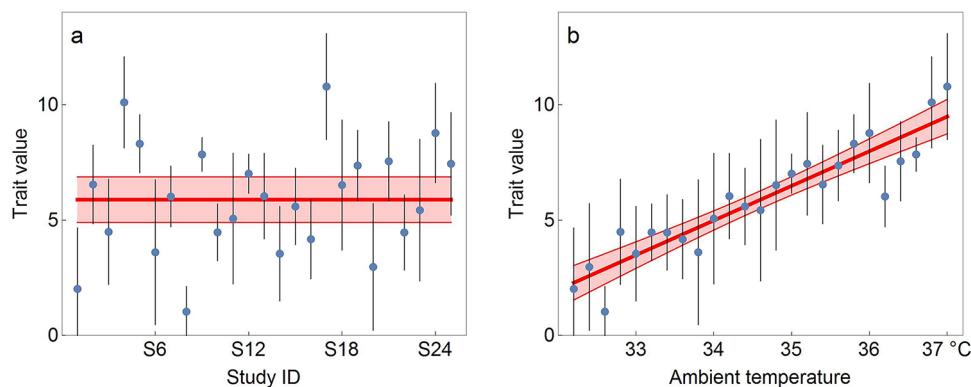 a
Trait value
10
5
0
S6 S12 S18 S24
Study ID
b
Trait value
10
5
0
33 34 35 36 37 °C
Ambient temperature